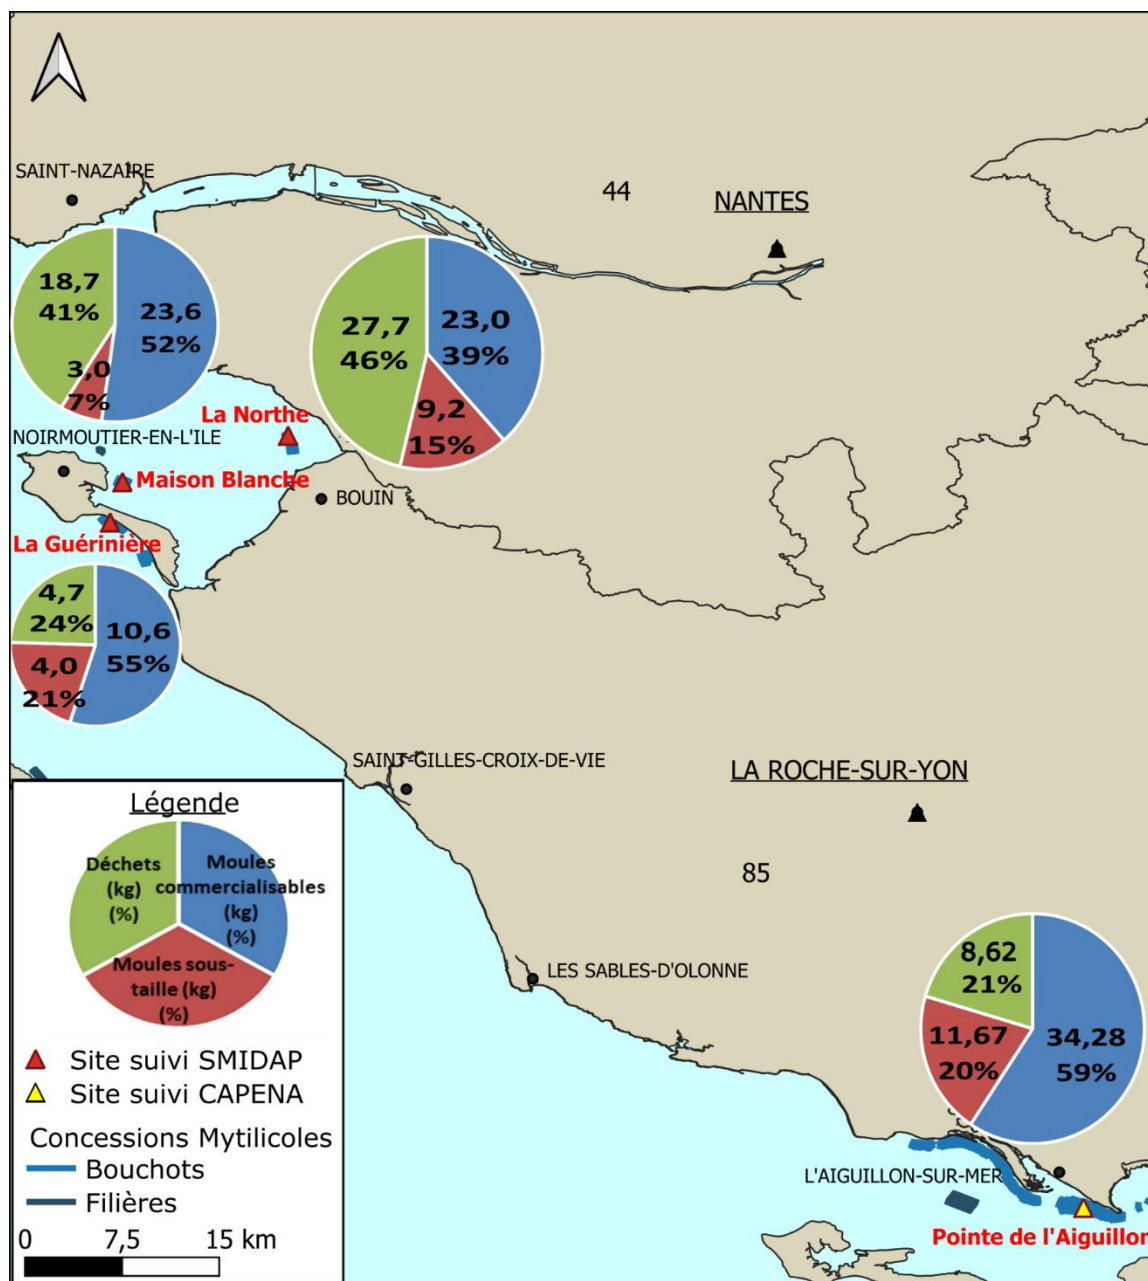 SAINT-NAZAIRE
44
NANTES
18,7
41%
23,6
52%
3,0
7%
27,7
46%
23,0
39%
9,2
15%
La Northe
NOIRMOUTIER-EN-L'ILE
Maison Blanche
BOUIN
La Guérinière
4,7
24%
10,6
55%
4,0
21%
SAINT-GILLES-CROIX-DE-VIE
LA ROCHE-SUR-YON
85
LES SABLES-D'OLONNE
8,62
21%
11,67
20%
34,28
59%
L'AIGUILLON-SUR-MER
Pointe de l'Aiguillon
Légende
Déchets
(kg)
(%)
Moules
commercialisables
(kg)
(%)
Moules sous-
taille (kg)
(%)
Site suivi SMIDAP
Site suivi CAPENA
Concessions Mytilicoles
Bouchots
Filières
0 7,5 15 km